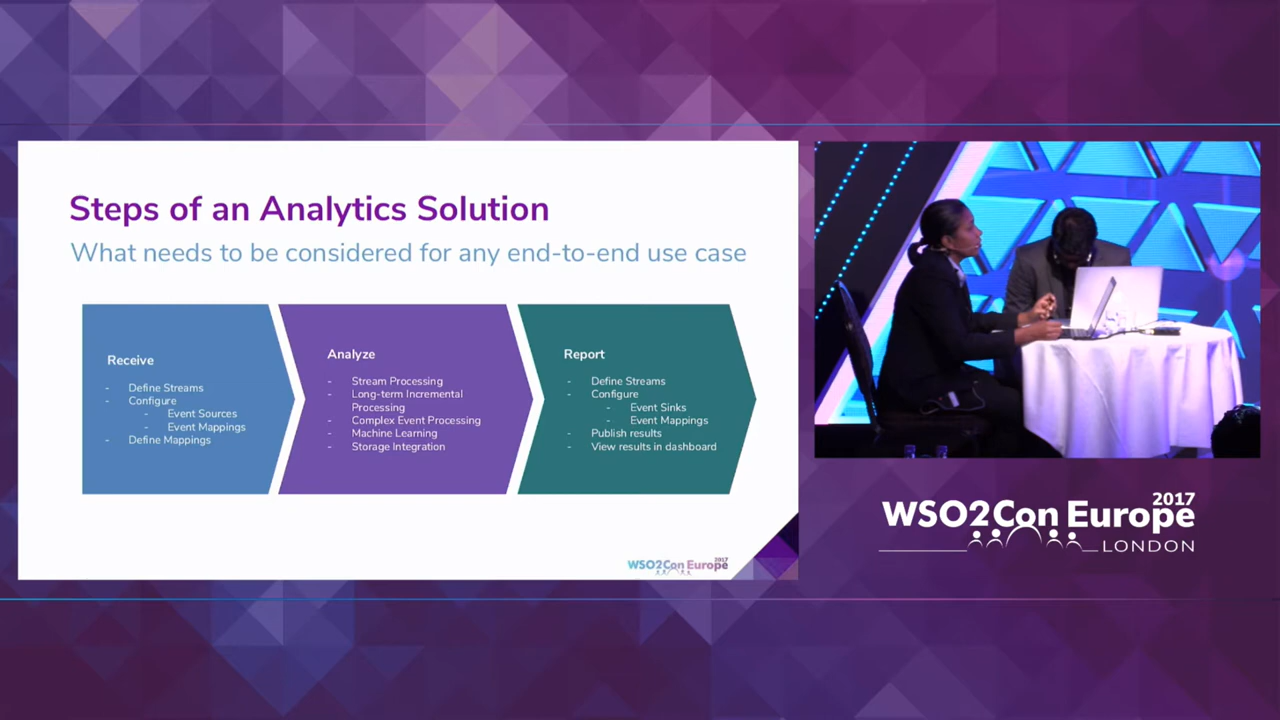 Steps of an Analytics Solution
What needs to be considered for any end-to-end use case
Receive
- Define Streams
- Configure
- Event Sources
- Event Mappings
- Define Mappings
Analyze
- Stream Processing
- Long-term Incremental
Processing
- Complex Event Processing
- Machine Learning
- Storage Integration
Report
- Define Streams
- Configure
- Event Sinks
- Event Mappings
- Publish results
- View results in dashboard
WSO2Con Europe 2017
WSO2Con Europe 2017
LONDON